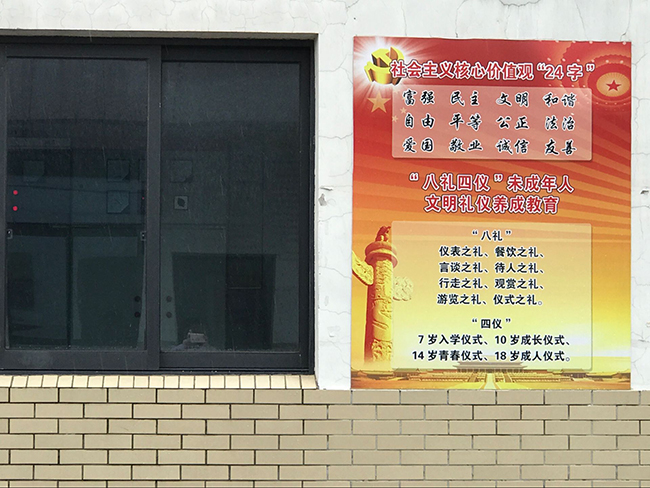 社会主义核心价值观“24字”
富强 民主 文明 和谐
自由 平等 公正 法治
爱国 敬业 诚信 友善
“八礼四仪”未成年人
文明礼仪养成教育
“八礼”
仪表之礼、餐饮之礼、
言谈之礼、待人之礼、
行走之礼、观赏之礼、
游览之礼、仪式之礼。
“四仪”
7岁入学仪式、10岁成长仪式、
14岁青春仪式、18岁成人仪式。